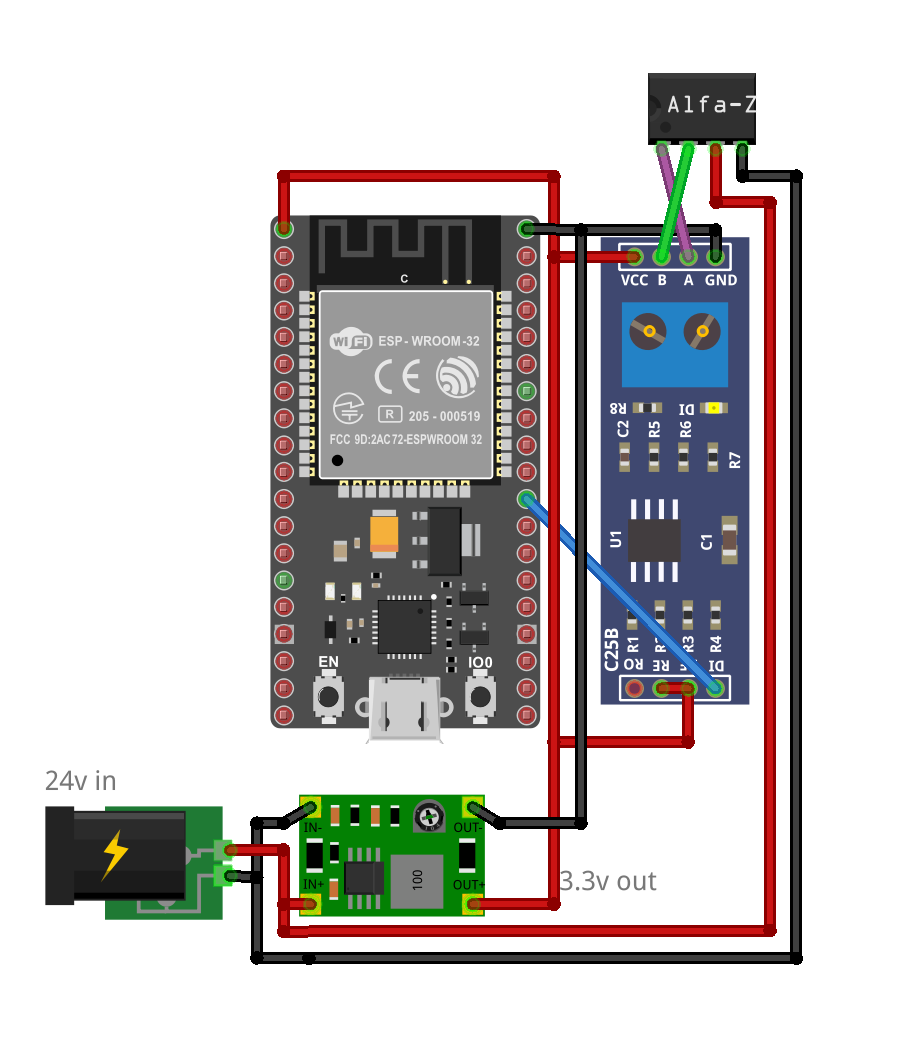 Alfa-Z
VCC B A GND
C
WiFi ESP-WROOM-32
CE
R 205-000519
FCC 9D:2AC72-ESPWROOM 32
R8 DI
C2 R5 R6 R7
U1 C1
C25B
R1 R3 R4
RO RE DI
EN IO0
24v in
IN- OUT-
100
IN+ OUT+
3.3v out